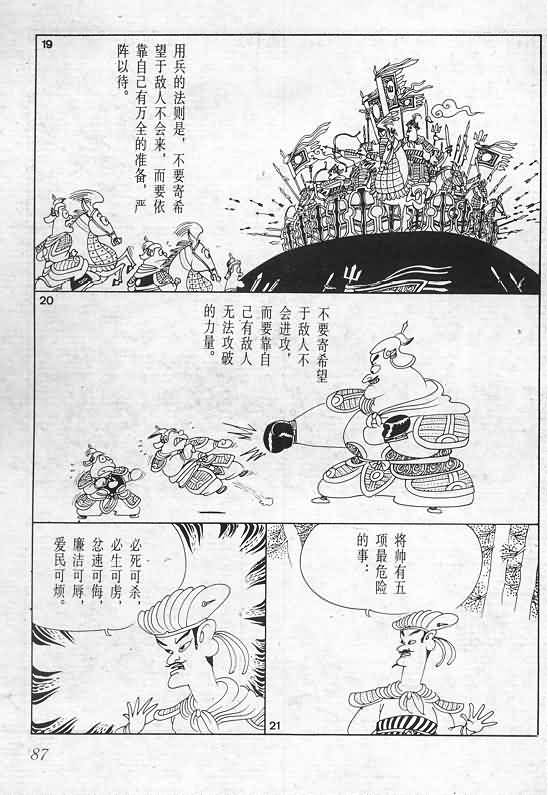 19
用兵的法则是，不要寄希
望于敌人不会来，而要依
靠自己有万全的准备，严
阵以待。
20
不要寄希望
于敌人不
会进攻，
而要靠自
己有敌人
无法攻破
的力量。
将帅有五
项最危险
的事：
21
必死可杀，
必生可虏，
忿速可侮，
廉洁可辱，
爱民可烦。
87